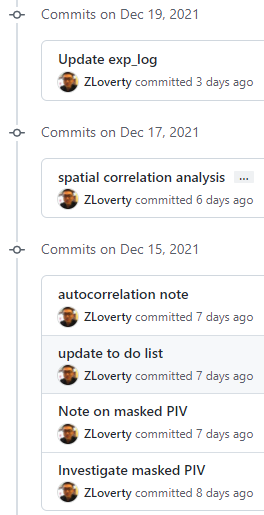 Commits on Dec 19, 2021
Update exp_log
ZLoverty committed 3 days ago
Commits on Dec 17, 2021
spatial correlation analysis ...
ZLoverty committed 6 days ago
Commits on Dec 15, 2021
autocorrelation note
ZLoverty committed 7 days ago
update to do list
ZLoverty committed 7 days ago
Note on masked PIV
ZLoverty committed 7 days ago
Investigate masked PIV
ZLoverty committed 8 days ago